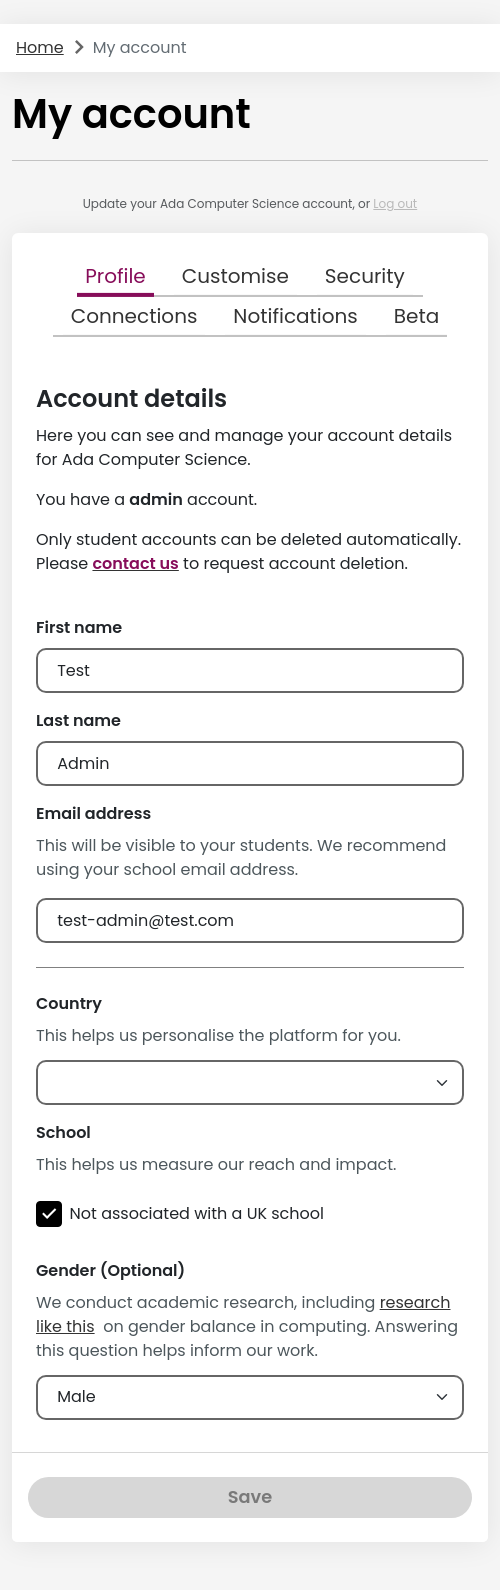 Home > My account
My account
Update your Ada Computer Science account, or Log out
Profile Customise Security
Connections Notifications Beta
Account details
Here you can see and manage your account details
for Ada Computer Science.
You have a admin account.
Only student accounts can be deleted automatically.
Please contact us to request account deletion.
First name
Test
Last name
Admin
Email address
This will be visible to your students. We recommend
using your school email address.
test-admin@test.com
Country
This helps us personalise the platform for you.
School
This helps us measure our reach and impact.
Not associated with a UK school
Gender (Optional)
We conduct academic research, including research
like this on gender balance in computing. Answering
this question helps inform our work.
Male
Save